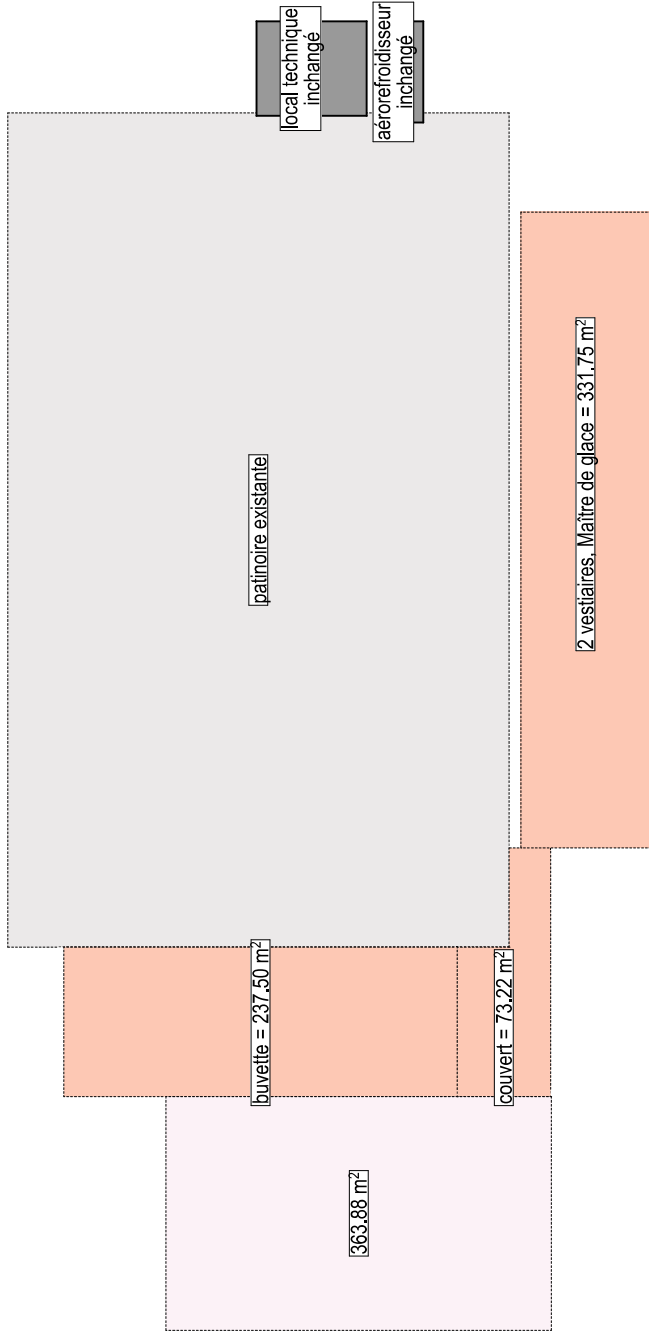 local technique
inchangé
aérorefroidisseur
inchangé
patinoire existante
2 vestiaires, Maître de glace = 331.75 m²
buvette = 237.50 m²
couvert = 73.22 m²
363.88 m²